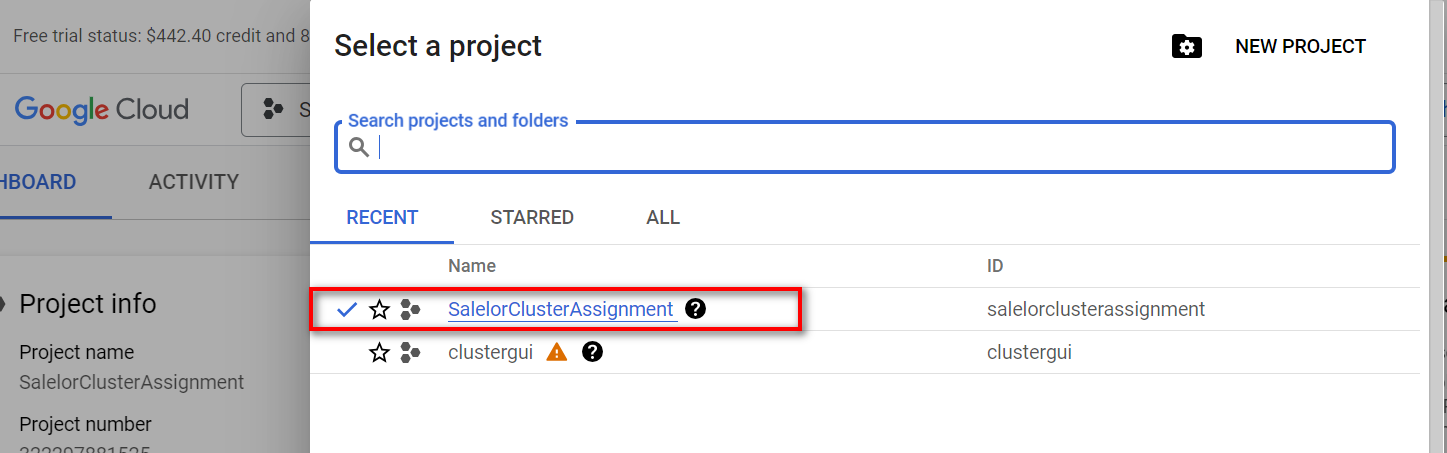 Free trial status: $442.40 credit and 8
Google Cloud
S
HBOARD
ACTIVITY
Project info
Project name
SalelorClusterAssignment
Project number
Select a project
NEW PROJECT
Search projects and folders
RECENT
STARRED
ALL
Name
ID
SalelorClusterAssignment
salelorclusterassignment
clustergui
clustergui